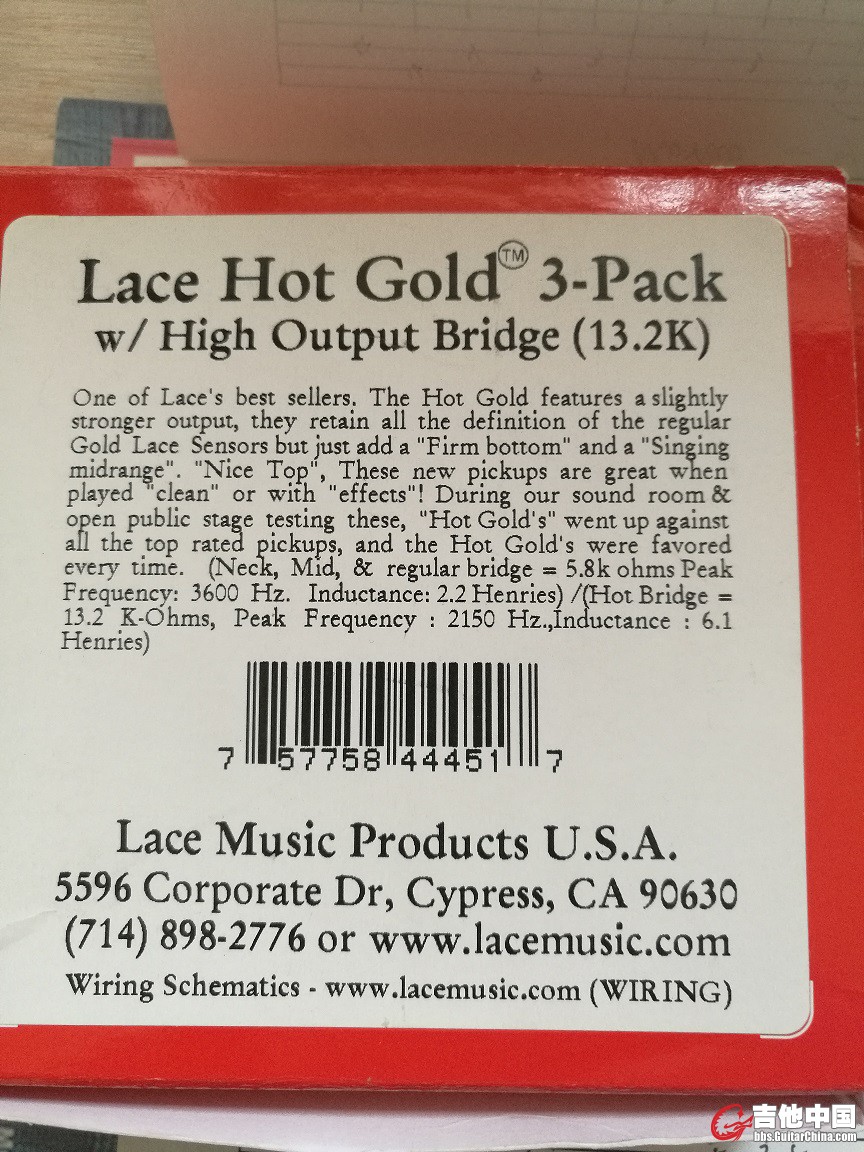 Lace Hot Gold™ 3-Pack
w/ High Output Bridge (13.2K)
One of Lace's best sellers. The Hot Gold features a slightly
stronger output, they retain all the definition of the regular
Gold Lace Sensors but just add a "Firm bottom" and a "Singing
midrange". "Nice Top", These new pickups are great when
played "clean" or with "effects"! During our sound room &
open public stage testing these, "Hot Gold's" went up against
all the top rated pickups, and the Hot Gold's were favored
every time. (Neck, Mid, & regular bridge = 5.8k ohms Peak
Frequency: 3600 Hz. Inductance: 2.2 Henries) /(Hot Bridge =
13.2 K-Ohms, Peak Frequency : 2150 Hz.,Inductance : 6.1
Henries)
7 57758 44451 7
Lace Music Products U.S.A.
5596 Corporate Dr, Cypress, CA 90630
(714) 898-2776 or www.lacemusic.com
Wiring Schematics - www.lacemusic.com (WIRING)
吉他中国
bbs.GuitarChina.com